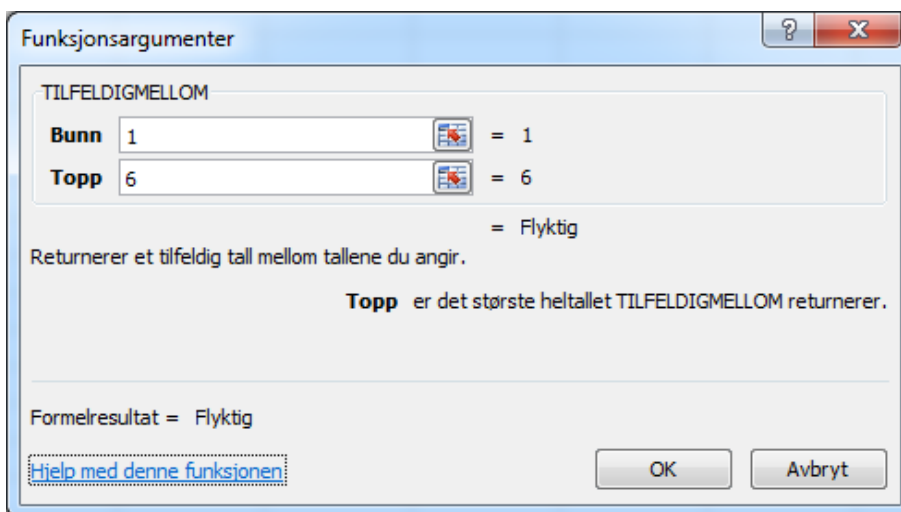 Funksjonsargumenter
TILFELDIGMELLOM
Bunn 1 = 1
Topp 6 = 6
= Flyktig
Returnerer et tilfeldig tall mellom tallene du angir.
Topp er det største heltallet TILFELDIGMELLOM returnerer.
Formelresultat = Flyktig
Hjelp med denne funksjonen OK Avbryt